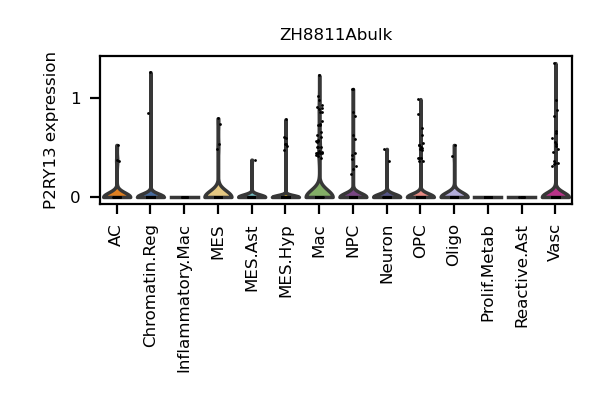 ZH8811Abulk
P2RY13 expression
1
0
AC
Chromatin.Reg
Inflammatory.Mac
MES
MES.Ast
MES.Hyp
Mac
NPC
Neuron
OPC
Oligo
Prolif.Metab
Reactive.Ast
Vasc